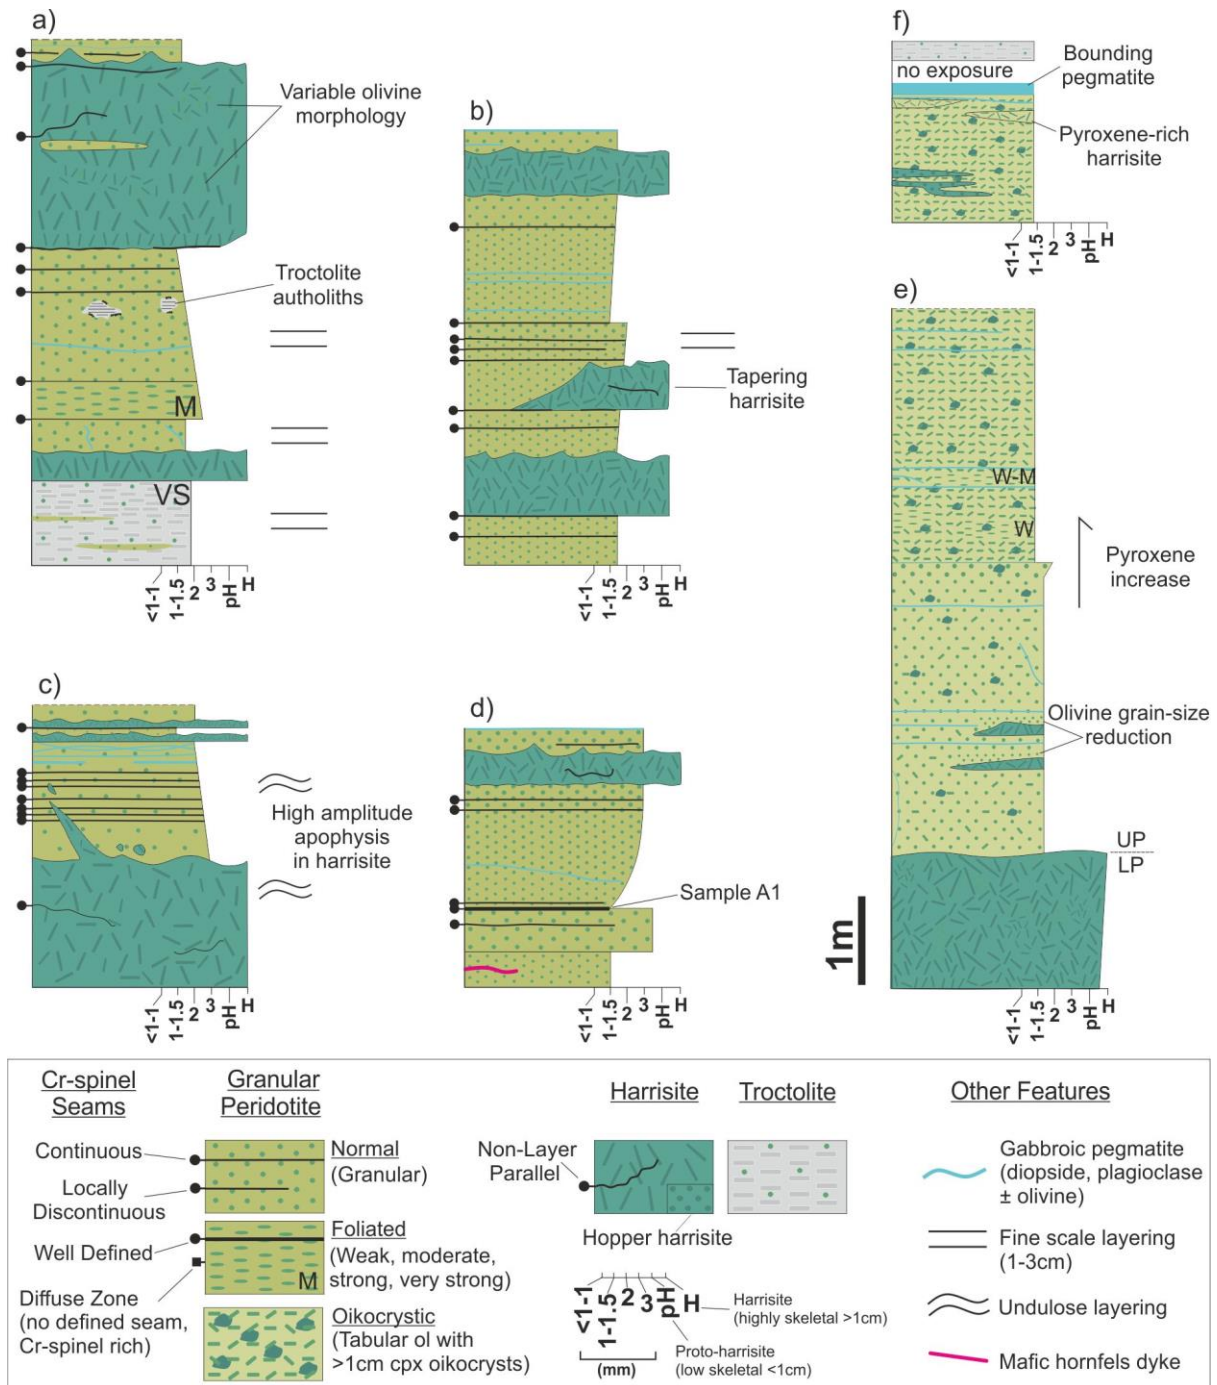 a)
Variable olivine
morphology
Troctolite
autholiths
M
VS
<1-1
1-1.5
2
3
pH
H
b)
Tapering
harrisite
<1-1
1-1.5
2
3
pH
H
f)
no exposure
Bounding
pegmatite
Pyroxene-rich
harrisite
<1-1
1-1.5
2
3
pH
H
e)
W-M
W
Pyroxene
increase
Olivine grain-size
reduction
UP
LP
1m
<1-1
1-1.5
2
3
pH
H
c)
High amplitude
apophysis
in harrisite
<1-1
1-1.5
2
3
pH
H
d)
Sample A1
<1-1
1-1.5
2
3
pH
H
Cr-spinel
Seams
Continuous
Locally
Discontinuous
Well Defined
Diffuse Zone
(no defined seam,
Cr-spinel rich)
Granular
Peridotite
Normal
(Granular)
Foliated
(Weak, moderate,
strong, very strong)
M
Oikocrystic
(Tabular ol with
>1cm cpx oikocrysts)
Harrisite
Non-Layer
Parallel
Hopper harrisite
<1-1
1-1.5
2
3
pH
H
(mm)
Harrisite
(highly skeletal >1cm)
Proto-harrisite
(low skeletal <1cm)
Troctolite
Other Features
Gabbroic pegmatite
(diopside, plagioclase
± olivine)
Fine scale layering
(1-3cm)
Undulose layering
Mafic hornfels dyke